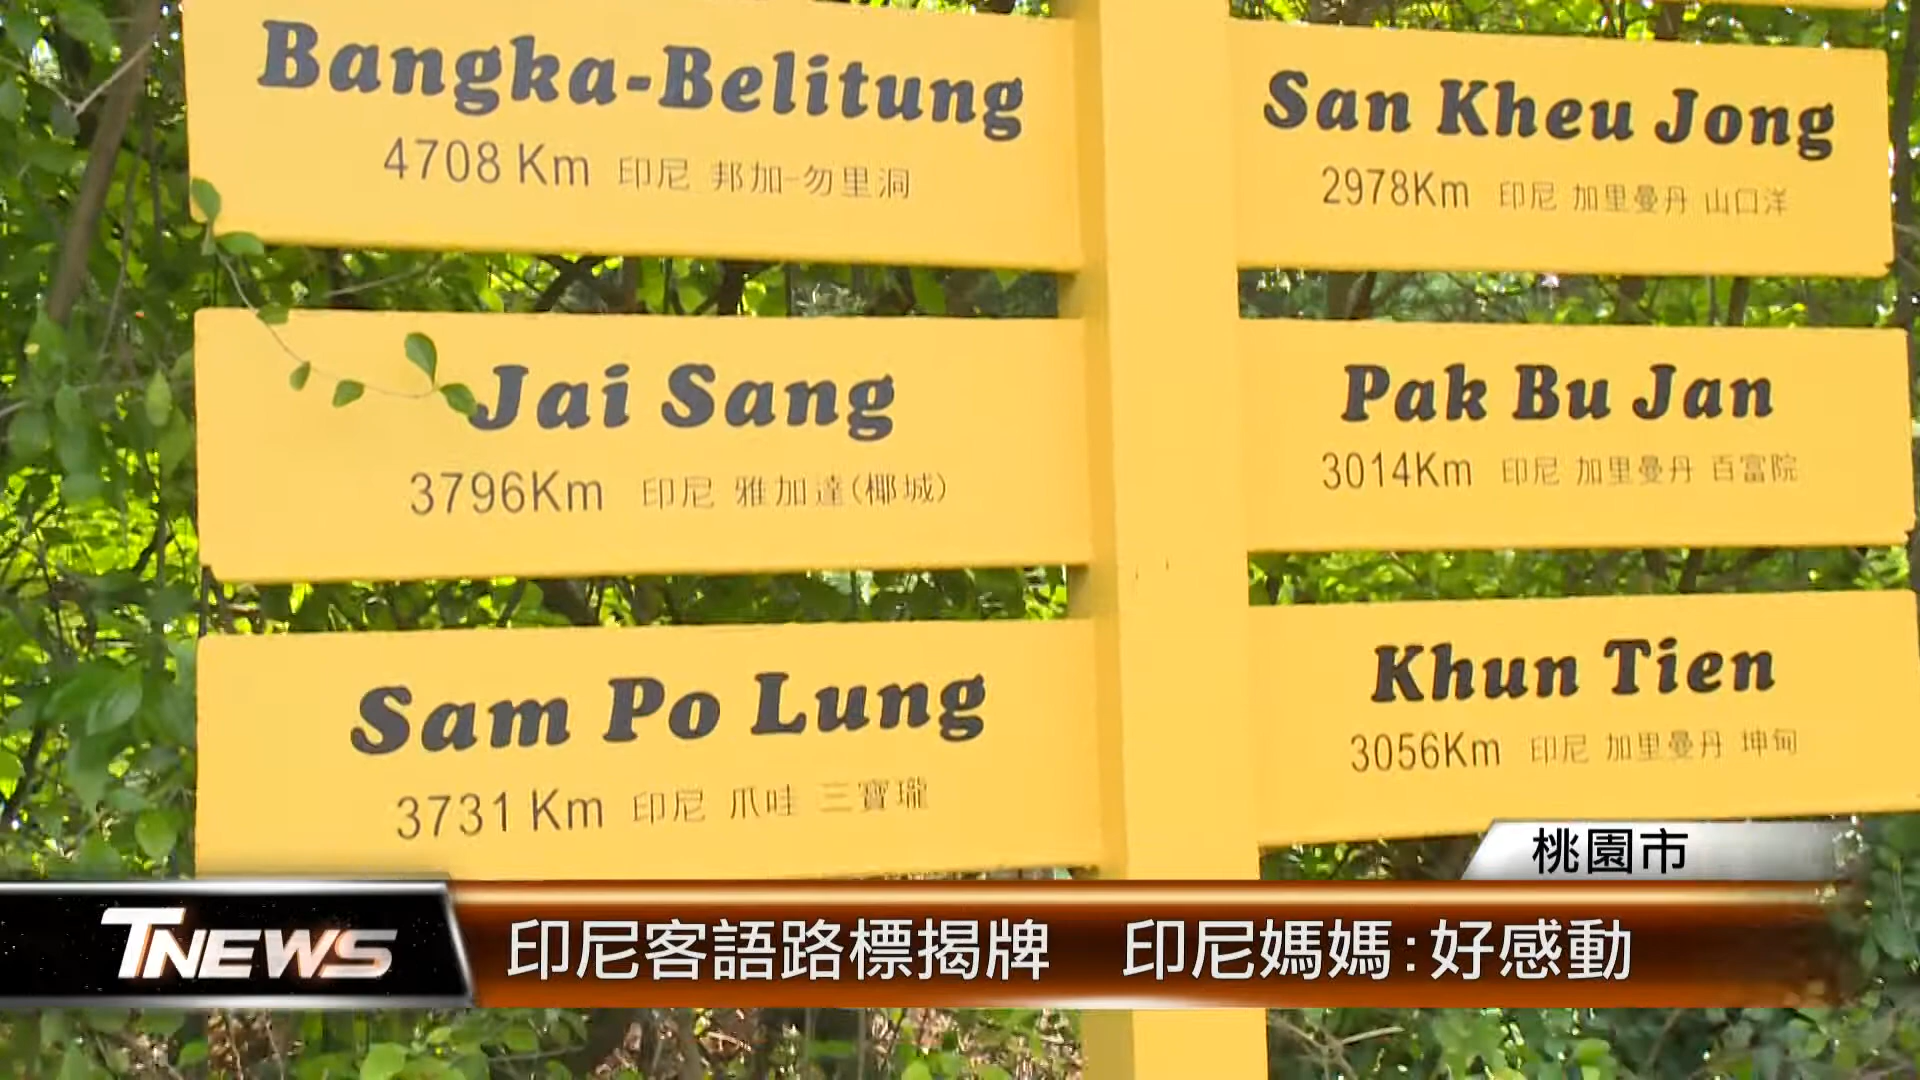 Bangka-Belitung
4708 Km 印尼 邦加-勿里洞
San Kheu Jong
2978Km 印尼 加里曼丹 山口洋
Jai Sang
3796Km 印尼 雅加達(椰城)
Pak Bu Jan
3014Km 印尼 加里曼丹 百富院
Sam Po Lung
3731 Km 印尼 爪哇 三寶瓏
Khun Tien
3056Km 印尼 加里曼丹 坤甸
桃園市
TNEWS
印尼客語路標揭牌 印尼媽媽:好感動